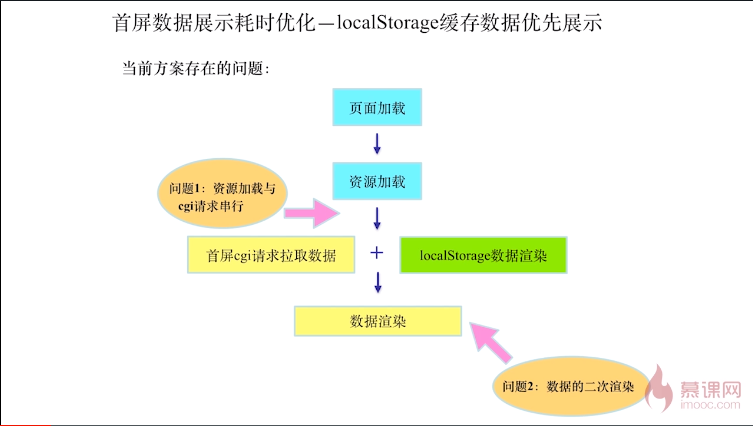 首屏数据展示耗时优化—localStorage缓存数据优先展示
当前方案存在的问题：
页面加载
资源加载
问题1：资源加载与
cgi请求串行
首屏cgi请求拉取数据
+
localStorage数据渲染
数据渲染
问题2：数据的二次渲染
慕课网
imooc.com